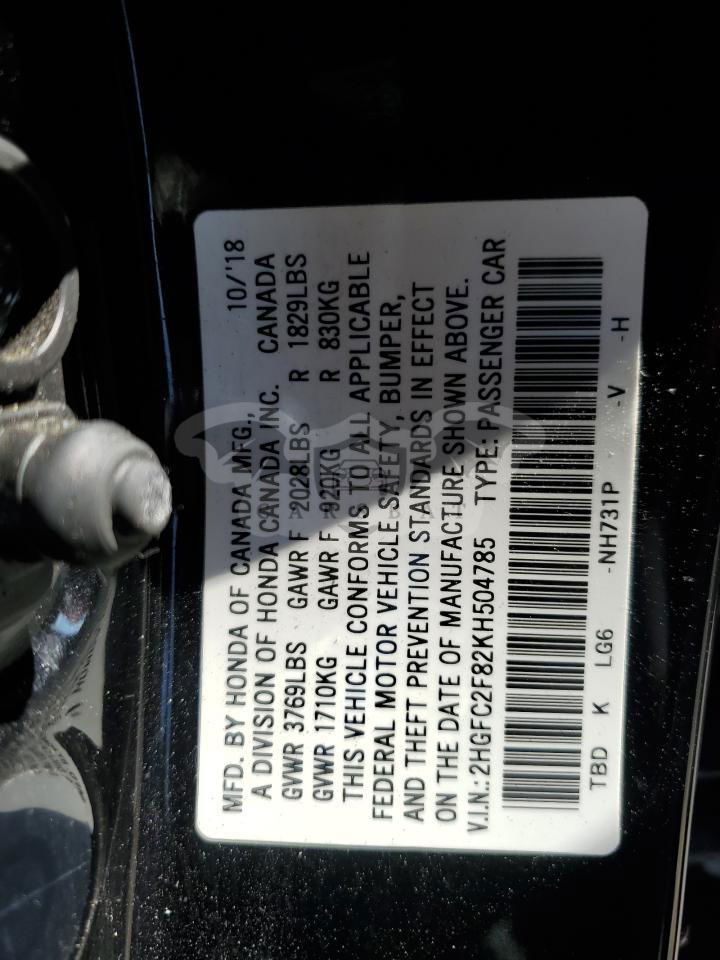 MFD. BY HONDA OF CANADA MFG., 10/'18
A DIVISION OF HONDA CANADA INC. CANADA
GVWR 3769LBS GAWR F 2028LBS R 1829LBS
GVWR 1710KG GAWR F 920KG R 830KG
THIS VEHICLE CONFORMS TO ALL APPLICABLE
FEDERAL MOTOR VEHICLE SAFETY, BUMPER,
AND THEFT PREVENTION STANDARDS IN EFFECT
ON THE DATE OF MANUFACTURE SHOWN ABOVE.
V.I.N.: 2HGFC2F82KH504785 TYPE: PASSENGER CAR
TBD K LG6 -NH731P -V -H